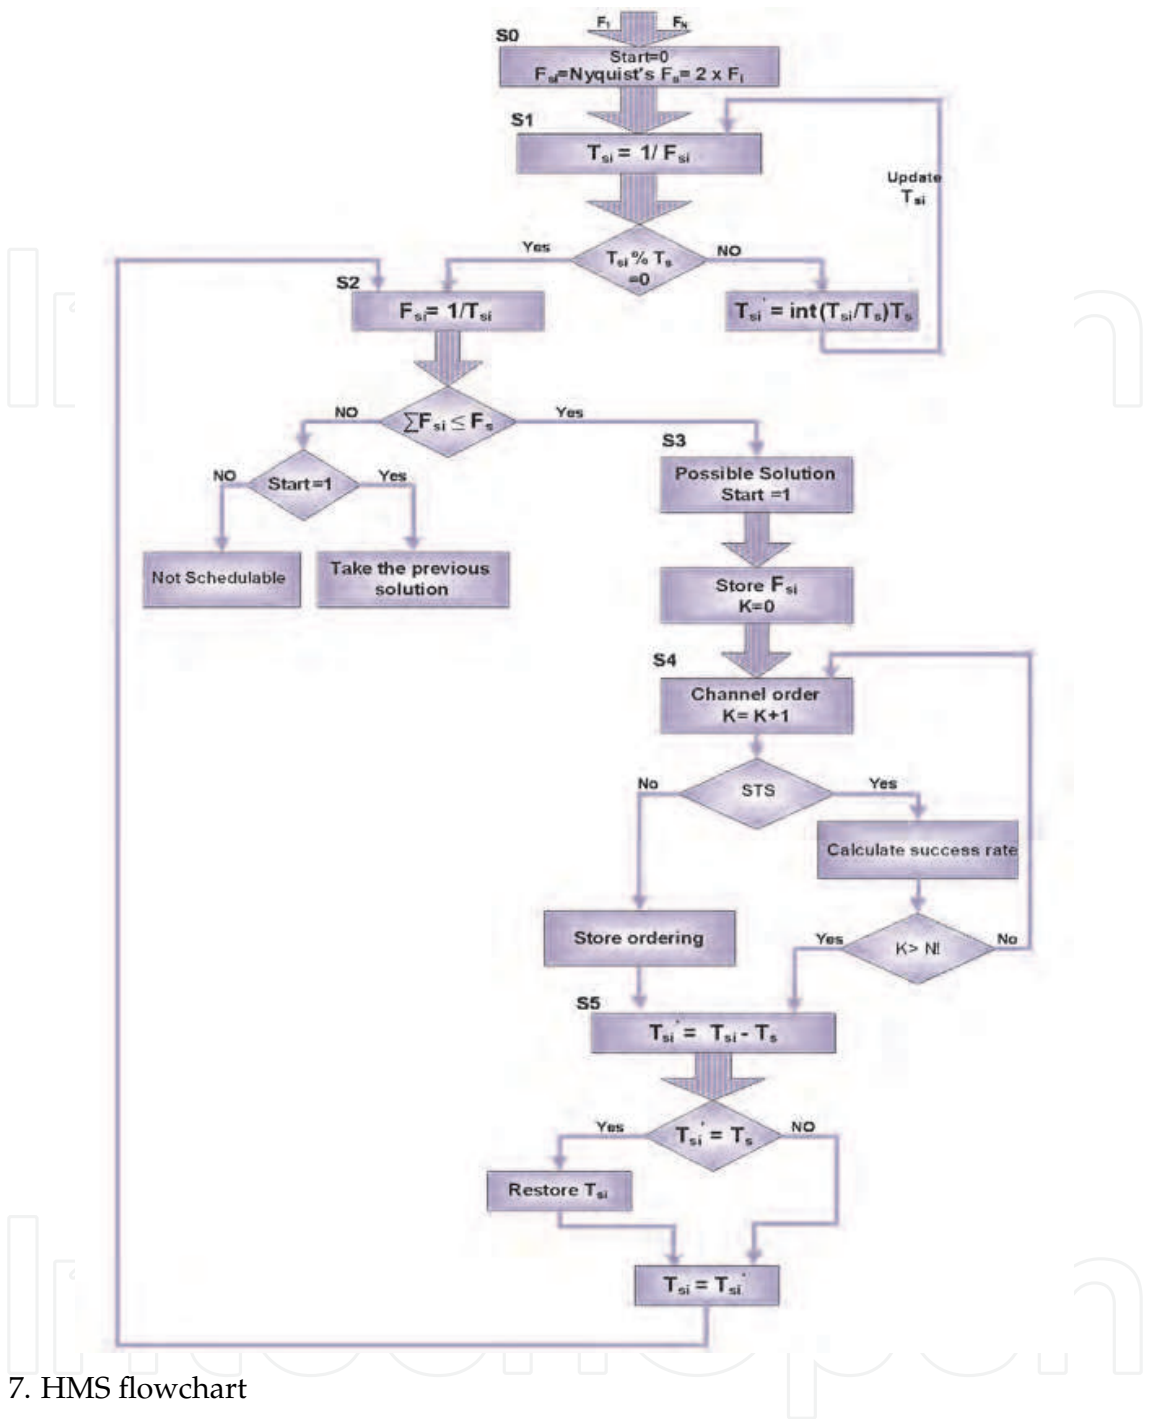 F₁ Fₙ
S0
Start=0
Fₛᵢ=Nyquist's Fₛ= 2 x Fᵢ
S1
Tₛᵢ = 1/ Fₛᵢ
Update
Tₛᵢ
Yes
Tₛᵢ % Tₛ
=0
NO
S2
Fₛᵢ= 1/Tₛᵢ
Tₛᵢ' = int(Tₛᵢ/Tₛ)Tₛ
NO
∑Fₛᵢ ≤ Fₛ
Yes
S3
NO
Start=1
Yes
Possible Solution
Start =1
Not Schedulable
Take the previous
solution
Store Fₛᵢ
K=0
S4
Channel order
K= K+1
No
STS
Yes
Calculate success rate
Store ordering
Yes
K> N!
No
S5
Tₛᵢ' = Tₛᵢ - Tₛ
Yes
Tₛᵢ' = Tₛ
NO
Restore Tₛᵢ
Tₛᵢ = Tₛᵢ'
7. HMS flowchart